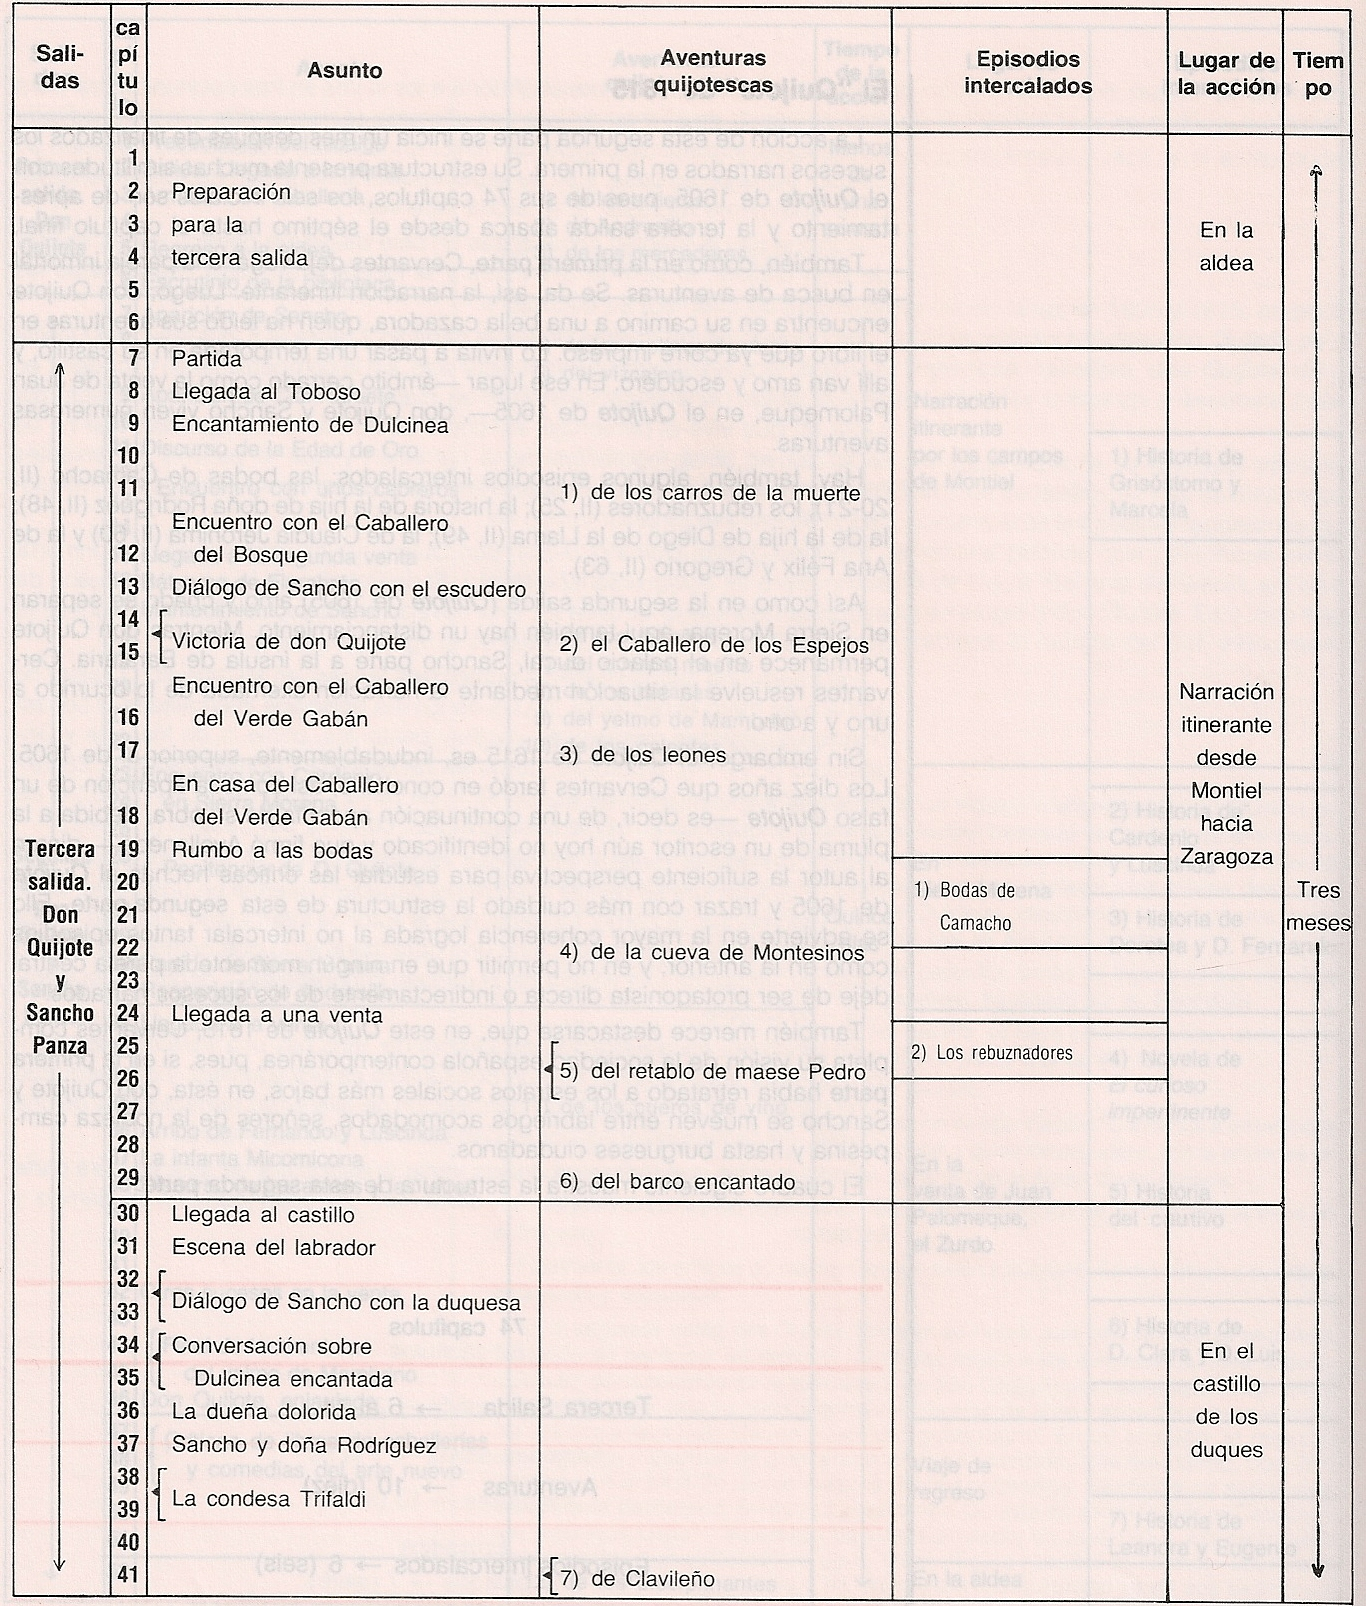 Sali-
das
ca
pí
tu
lo
Asunto
Aventuras
quijotescas
Episodios
intercalados
Lugar de
la acción
Tiem
po
1
2 Preparación
3 para la
4 tercera salida
5
6
En la
aldea
7 Partida
8 Llegada al Toboso
9 Encantamiento de Dulcinea
10
11 1) de los carros de la muerte
Encuentro con el Caballero
12 del Bosque
13 Diálogo de Sancho con el escudero
14
15 Victoria de don Quijote 2) el Caballero de los Espejos
Encuentro con el Caballero
16 del Verde Gabán
17 3) de los leones
En casa del Caballero
18 del Verde Gabán
19 Rumbo a las bodas
20
21
22 4) de la cueva de Montesinos
23
24 Llegada a una venta
25
26 5) del retablo de maese Pedro
27
28
29 6) del barco encantado
1) Bodas de
Camacho
2) Los rebuznadores
Narración
itinerante
desde
Montiel
hacia
Zaragoza
Tercera
salida.
Don
Quijote
y
Sancho
Panza
Tres
meses
30 Llegada al castillo
31 Escena del labrador
32
33 Diálogo de Sancho con la duquesa
34 Conversación sobre
35 Dulcinea encantada
36 La dueña dolorida
37 Sancho y doña Rodríguez
38
39 La condesa Trifaldi
40
41 7) de Clavileño
En el
castillo
de los
duques